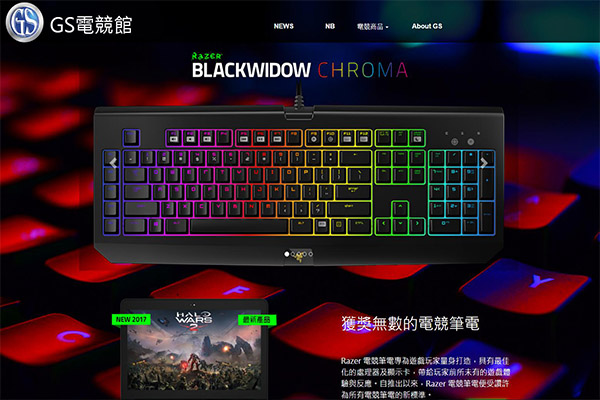 GS GS電競館
NEWS
NB
電競商品
About GS
RAZER
BLACKWIDOW CHROMA
NEW 2017
最新產品
HALO WARS 2
獲獎無數的電競筆電
Razer 電競筆電專為遊戲玩家量身打造，具有最佳
化的處理器及顯示卡，帶給玩家前所未有的遊戲體
驗與反應。自推出以來，Razer 電競筆電便受讚許
為所有電競筆電的新標準。
F
C
Y